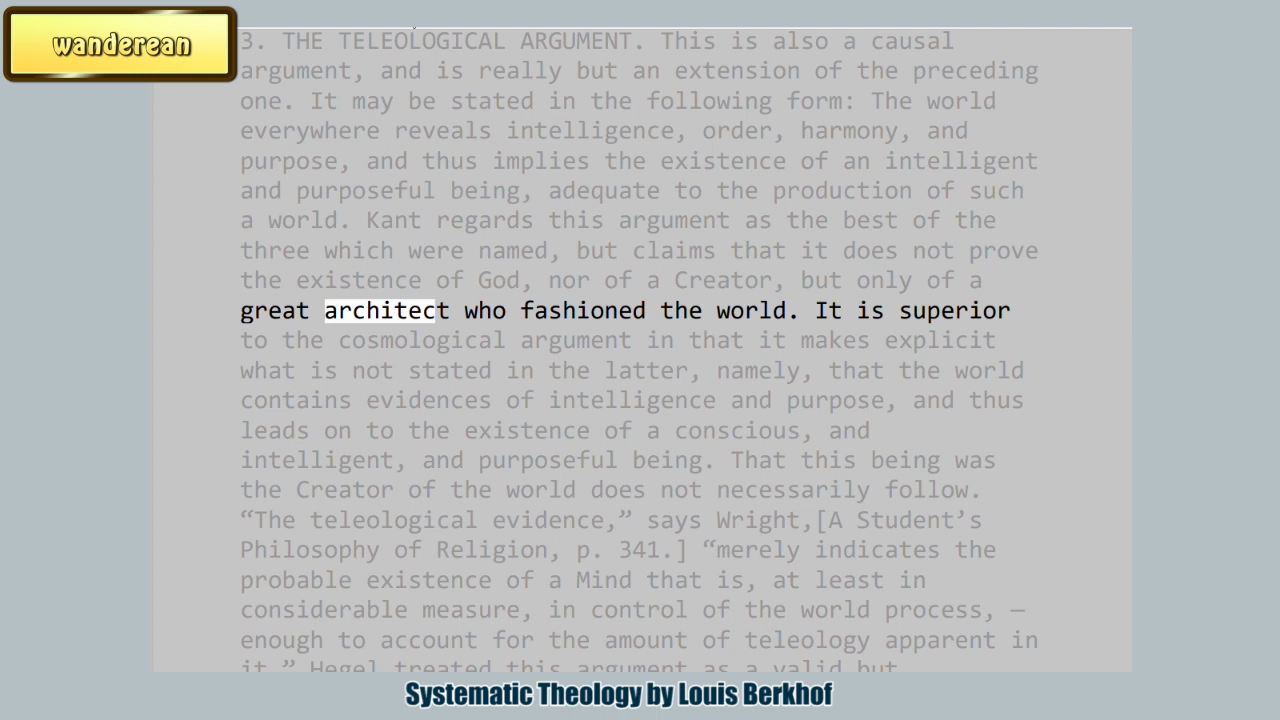 wanderean
3. THE TELEOLOGICAL ARGUMENT. This is also a causal
argument, and is really but an extension of the preceding
one. It may be stated in the following form: The world
everywhere reveals intelligence, order, harmony, and
purpose, and thus implies the existence of an intelligent
and purposeful being, adequate to the production of such
a world. Kant regards this argument as the best of the
three which were named, but claims that it does not prove
the existence of God, nor of a Creator, but only of a
great architect who fashioned the world. It is superior
to the cosmological argument in that it makes explicit
what is not stated in the latter, namely, that the world
contains evidences of intelligence and purpose, and thus
leads on to the existence of a conscious, and
intelligent, and purposeful being. That this being was
the Creator of the world does not necessarily follow.
“The teleological evidence,” says Wright,[A Student’s
Philosophy of Religion, p. 341.] “merely indicates the
probable existence of a Mind that is, at least in
considerable measure, in control of the world process, —
enough to account for the amount of teleology apparent in
it.” Hegel treated this argument as a valid but
Systematic Theology by Louis Berkhof